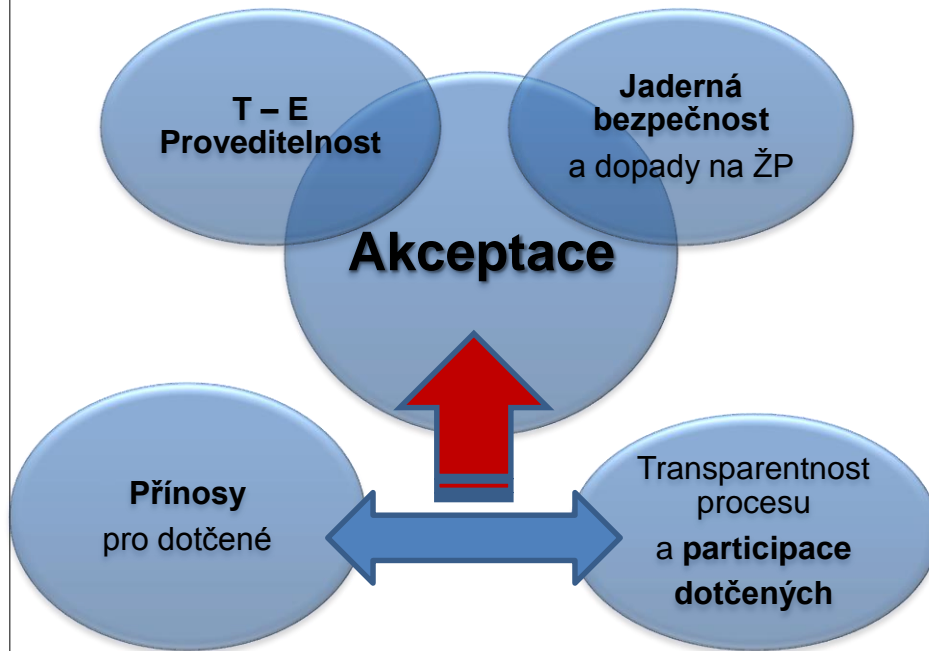 T – E
Proveditelnost
Jaderná
bezpečnost
a dopady na ŽP
Akceptace
Přínosy
pro dotčené
Transparentnost
procesu
a participace
dotčených